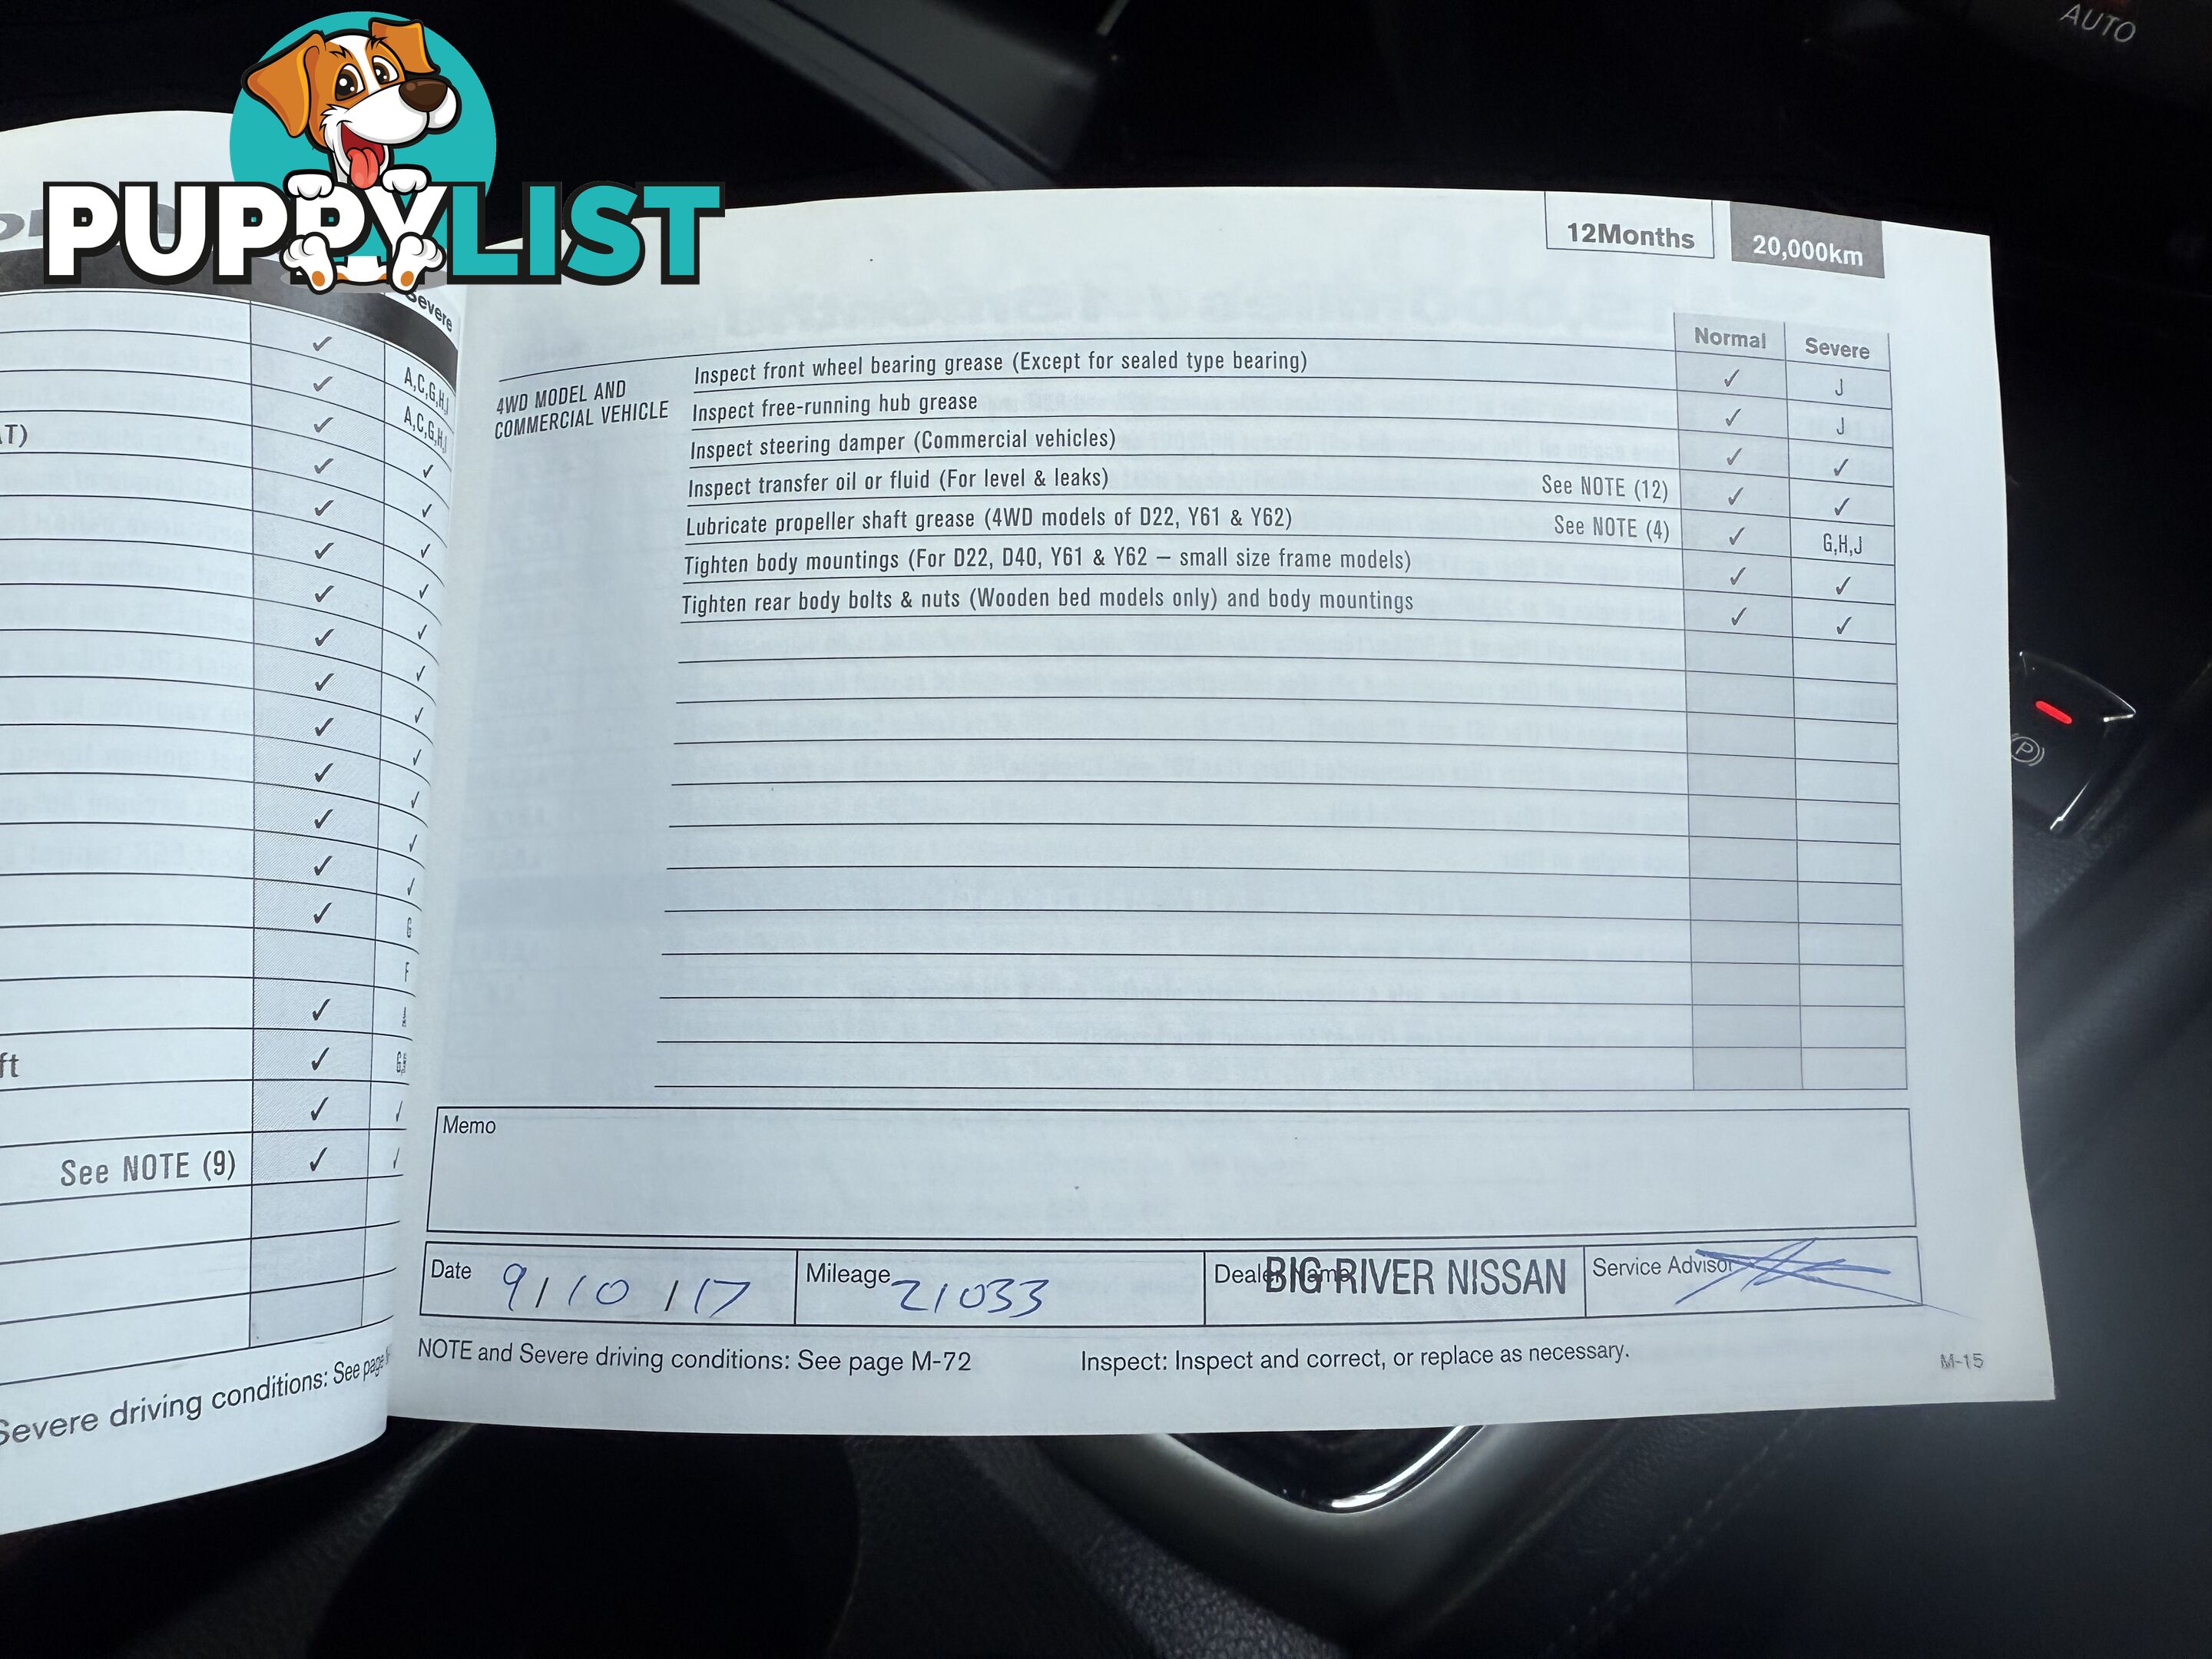 AUTO
PUPPYLIST
12Months
20,000km
Severe
A,C,G,H,J
A,C,G,H,J
G
F
See NOTE (9)
Severe driving conditions: See page
Normal
Severe
4WD MODEL AND
COMMERCIAL VEHICLE
Inspect front wheel bearing grease (Except for sealed type bearing) ✓ J
Inspect free-running hub grease ✓ J
Inspect steering damper (Commercial vehicles) ✓ ✓
Inspect transfer oil or fluid (For level & leaks) See NOTE (12) ✓ ✓
Lubricate propeller shaft grease (4WD models of D22, Y61 & Y62) See NOTE (4) ✓ G,H,J
Tighten body mountings (For D22, D40, Y61 & Y62 – small size frame models) ✓ ✓
Tighten rear body bolts & nuts (Wooden bed models only) and body mountings ✓ ✓
Memo
Date 9/10/17
Mileage 21033
Dealer Name BIG RIVER NISSAN
Service Advisor
NOTE and Severe driving conditions: See page M-72
Inspect: Inspect and correct, or replace as necessary.
M-15
P